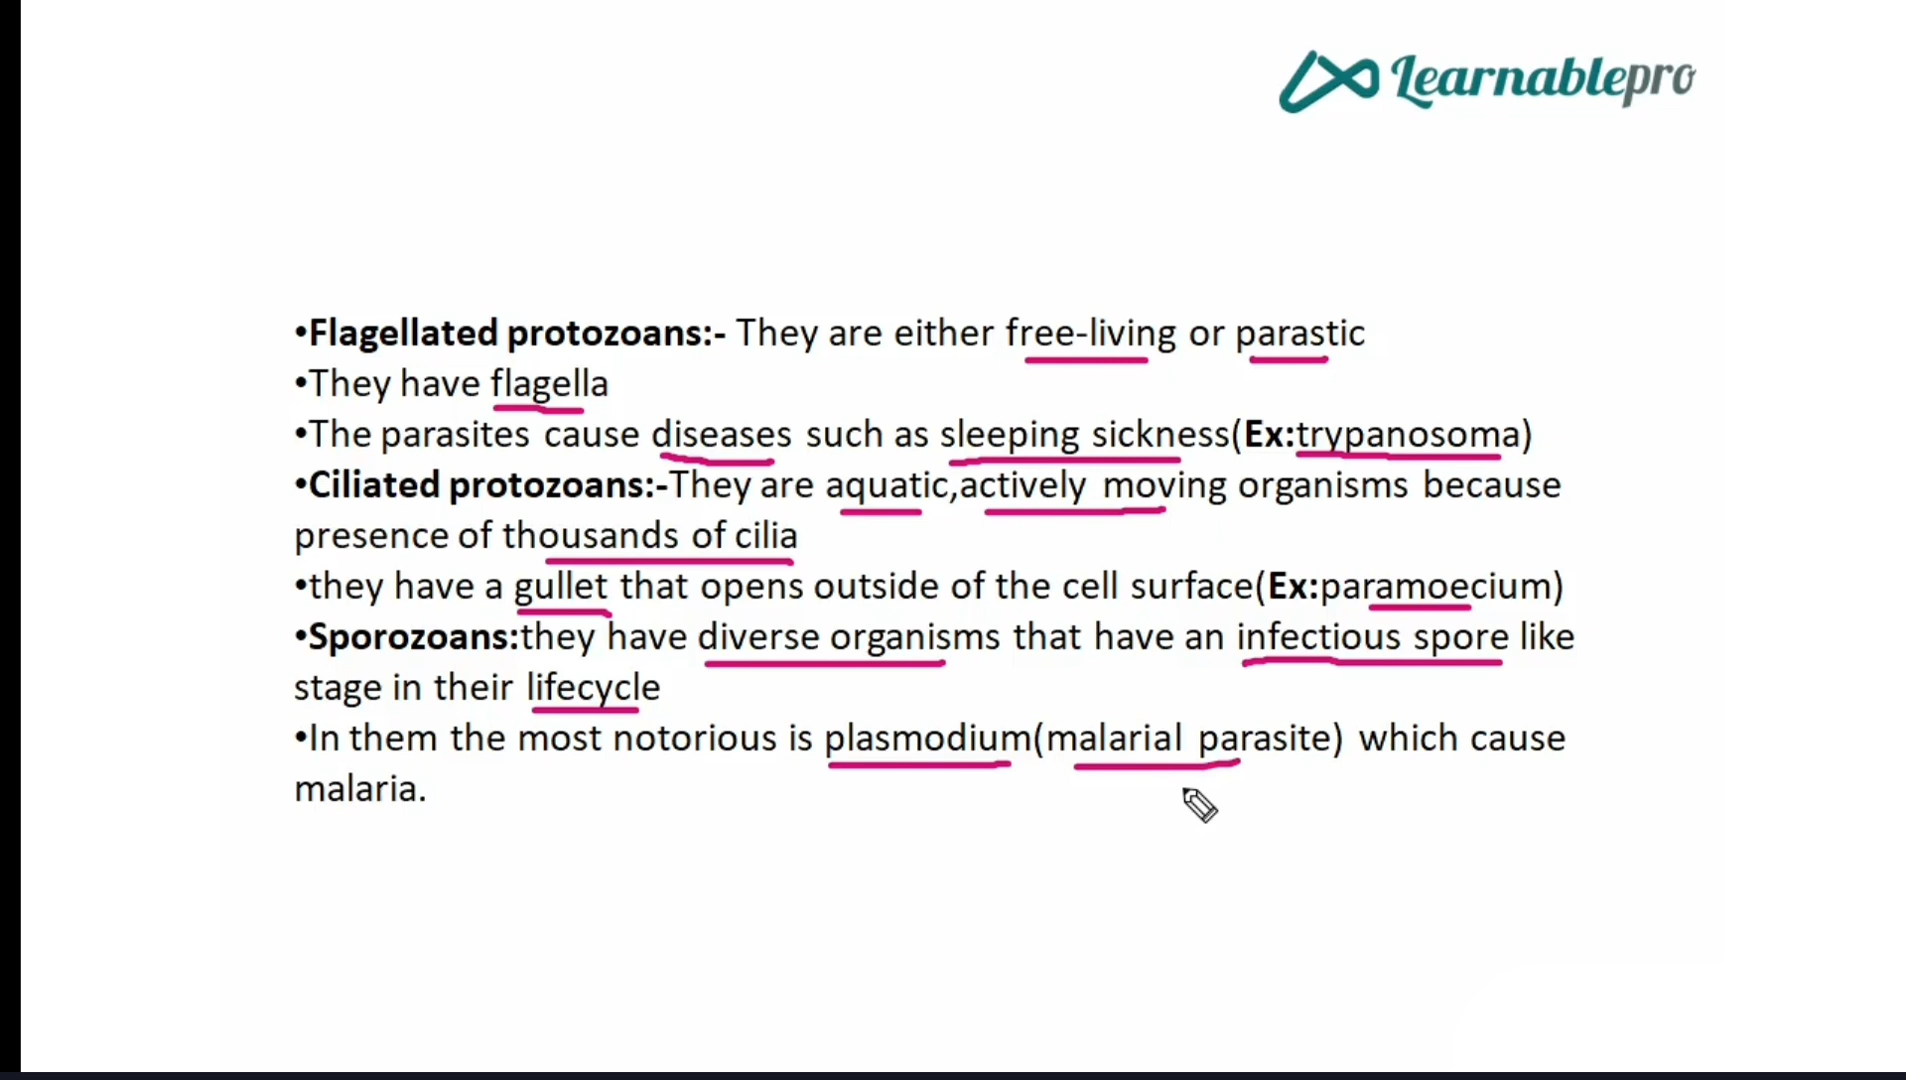 Learnablepro
•Flagellated protozoans:- They are either free-living or parastic
•They have flagella
•The parasites cause diseases such as sleeping sickness(Ex:trypanosoma)
•Ciliated protozoans:-They are aquatic,actively moving organisms because
presence of thousands of cilia
•they have a gullet that opens outside of the cell surface(Ex:paramoecium)
•Sporozoans:they have diverse organisms that have an infectious spore like
stage in their lifecycle
•In them the most notorious is plasmodium(malarial parasite) which cause
malaria.